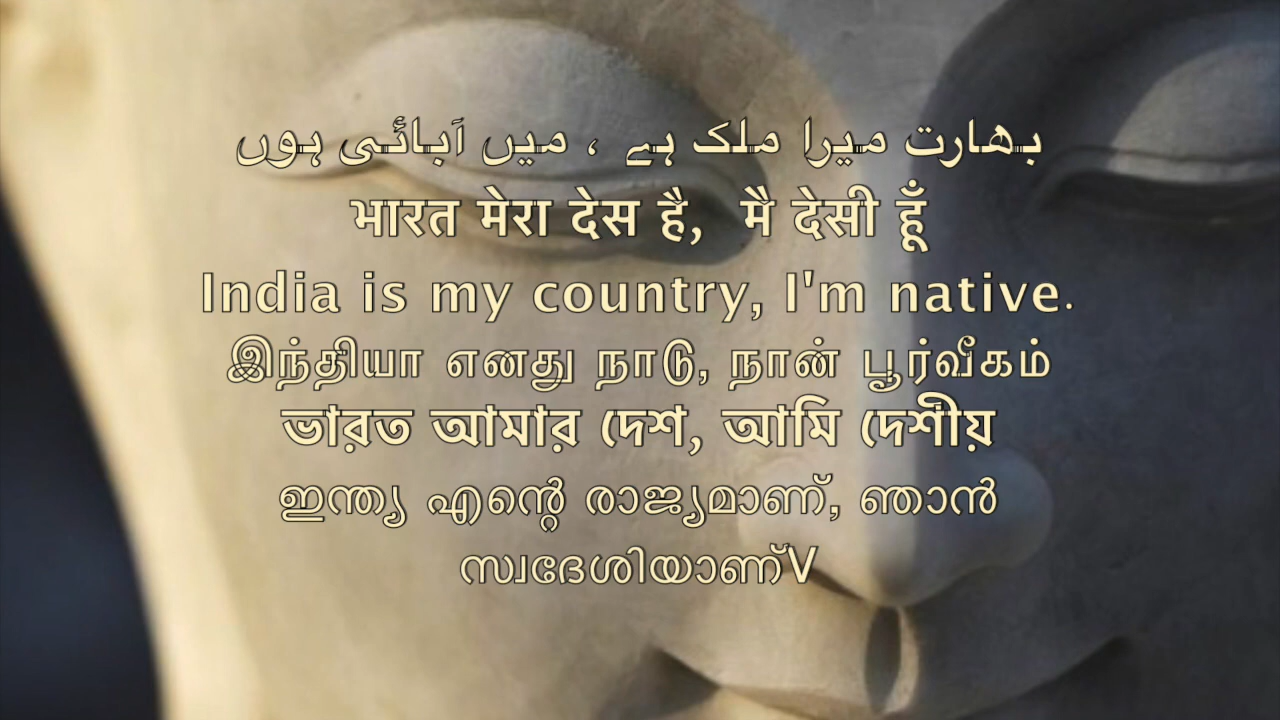 بھارت میرا ملک ہے ، میں آبائی ہوں
भारत मेरा देस है, मै देसी हूँ
India is my country, I'm native.
இந்தியா எனது நாடு, நான் பூர்வீகம்
ভারত আমার দেশ, আমি দেশীয়
ഇന്ത്യ എന്റെ രാജ്യമാണ്, ഞാൻ
സ്വദേശിയാണ്V